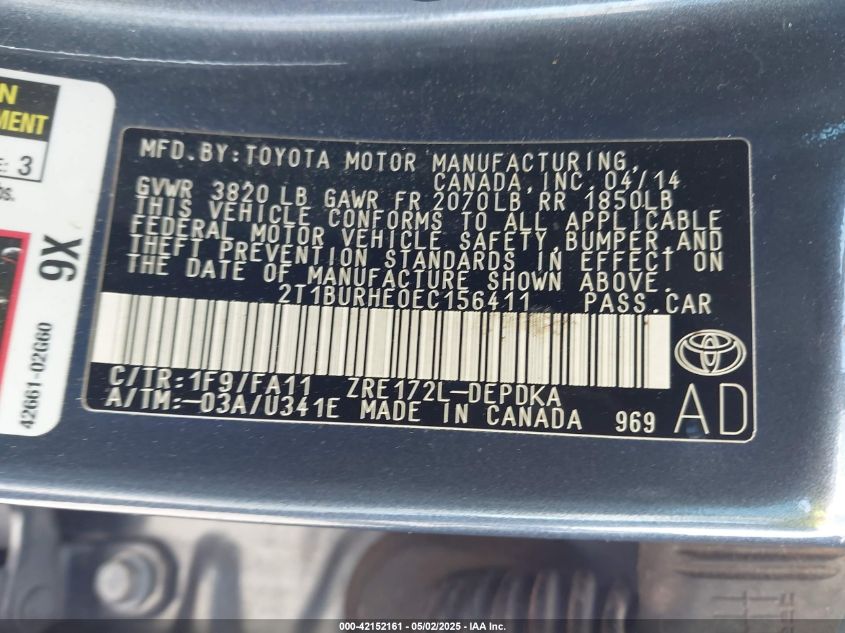 N
MENT
E: 3
bs.
9X
42661-02G60
MFD.BY:TOYOTA MOTOR MANUFACTURING,
CANADA,INC. 04/14
GVWR 3820 LB GAWR FR 2070LB RR 1850LB
THIS VEHICLE CONFORMS TO ALL APPLICABLE
FEDERAL MOTOR VEHICLE SAFETY,BUMPER,AND
THEFT PREVENTION STANDARDS IN EFFECT ON
THE DATE OF MANUFACTURE SHOWN ABOVE.
2T1BURHE0EC156411 PASS.CAR
C/TR:1F9/FA11 ZRE172L-DEPDKA
A/TM:-03A/U341E MADE IN CANADA 969
AD
000-42152161 - 05/02/2025 - IAA Inc.